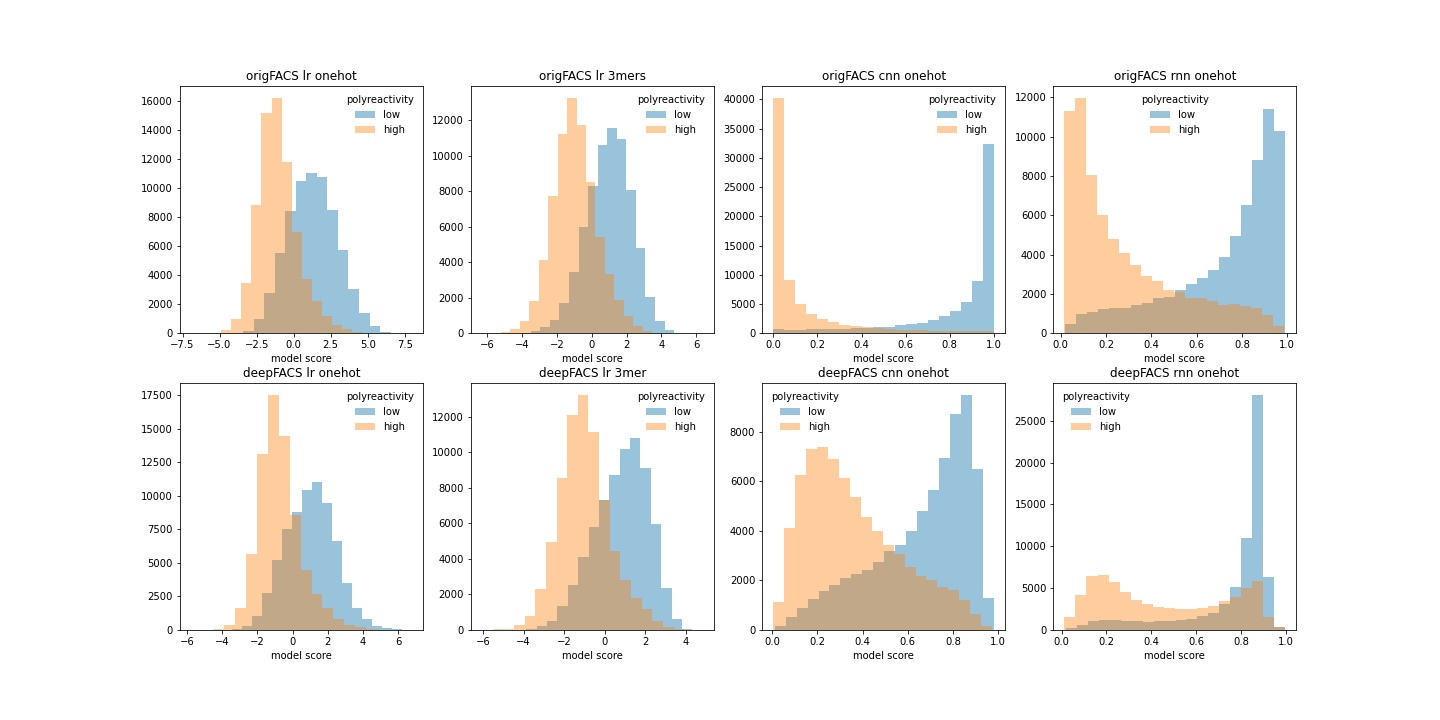 origFACS lr onehot
polyreactivity
low
high
16000
14000
12000
10000
8000
6000
4000
2000
0
−7.5 −5.0 −2.5 0.0 2.5 5.0 7.5
model score
origFACS lr 3mers
polyreactivity
low
high
12000
10000
8000
6000
4000
2000
0
−6 −4 −2 0 2 4 6
model score
origFACS cnn onehot
polyreactivity
low
high
40000
35000
30000
25000
20000
15000
10000
5000
0
0.0 0.2 0.4 0.6 0.8 1.0
model score
origFACS rnn onehot
polyreactivity
low
high
12000
10000
8000
6000
4000
2000
0
0.0 0.2 0.4 0.6 0.8 1.0
model score
deepFACS lr onehot
polyreactivity
low
high
17500
15000
12500
10000
7500
5000
2500
0
−6 −4 −2 0 2 4 6
model score
deepFACS lr 3mer
polyreactivity
low
high
12000
10000
8000
6000
4000
2000
0
−6 −4 −2 0 2 4
model score
deepFACS cnn onehot
polyreactivity
low
high
8000
6000
4000
2000
0
0.0 0.2 0.4 0.6 0.8 1.0
model score
deepFACS rnn onehot
polyreactivity
low
high
25000
20000
15000
10000
5000
0
0.0 0.2 0.4 0.6 0.8 1.0
model score